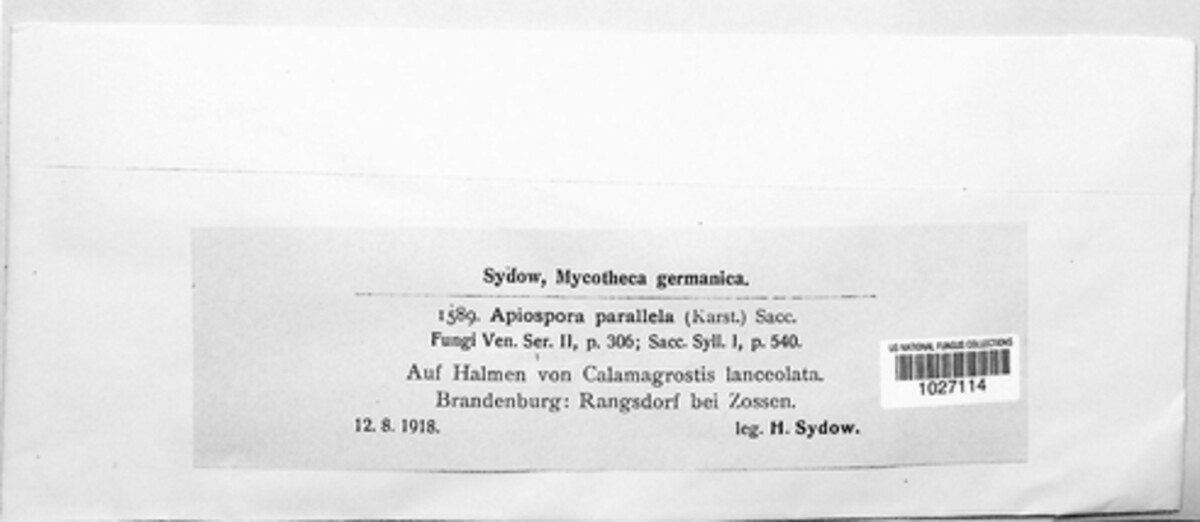 Sydow, Mycotheca germanica.
1589. Apiospora parallela (Karst.) Sacc.
Fungi Ven. Ser. II, p. 306; Sacc. Syll. I, p. 540.
Auf Halmen von Calamagrostis lanceolata.
Brandenburg: Rangsdorf bei Zossen.
12. 8. 1918. leg. H. Sydow.
US NATIONAL FUNGUS COLLECTIONS
1027114